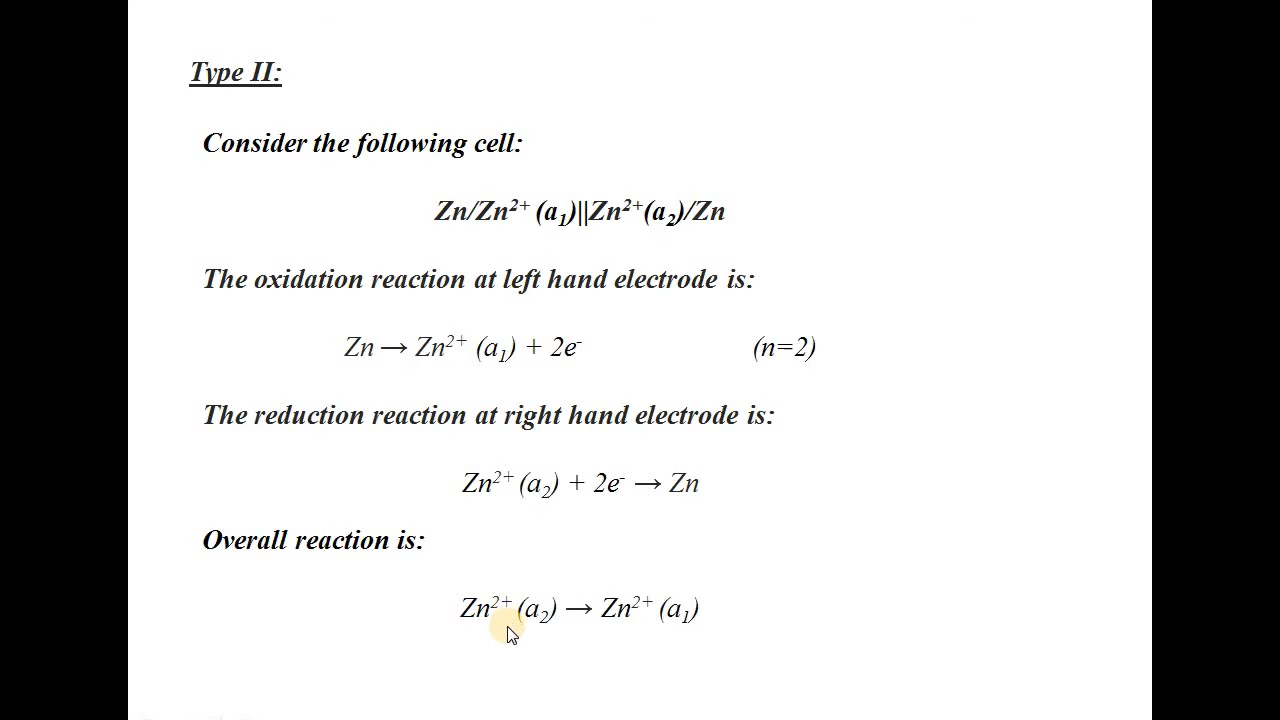 Type II:
Consider the following cell:
Zn/Zn²⁺ (a₁)||Zn²⁺(a₂)/Zn
The oxidation reaction at left hand electrode is:
Zn → Zn²⁺ (a₁) + 2e⁻ (n=2)
The reduction reaction at right hand electrode is:
Zn²⁺ (a₂) + 2e⁻ → Zn
Overall reaction is:
Zn²⁺ (a₂) → Zn²⁺ (a₁)